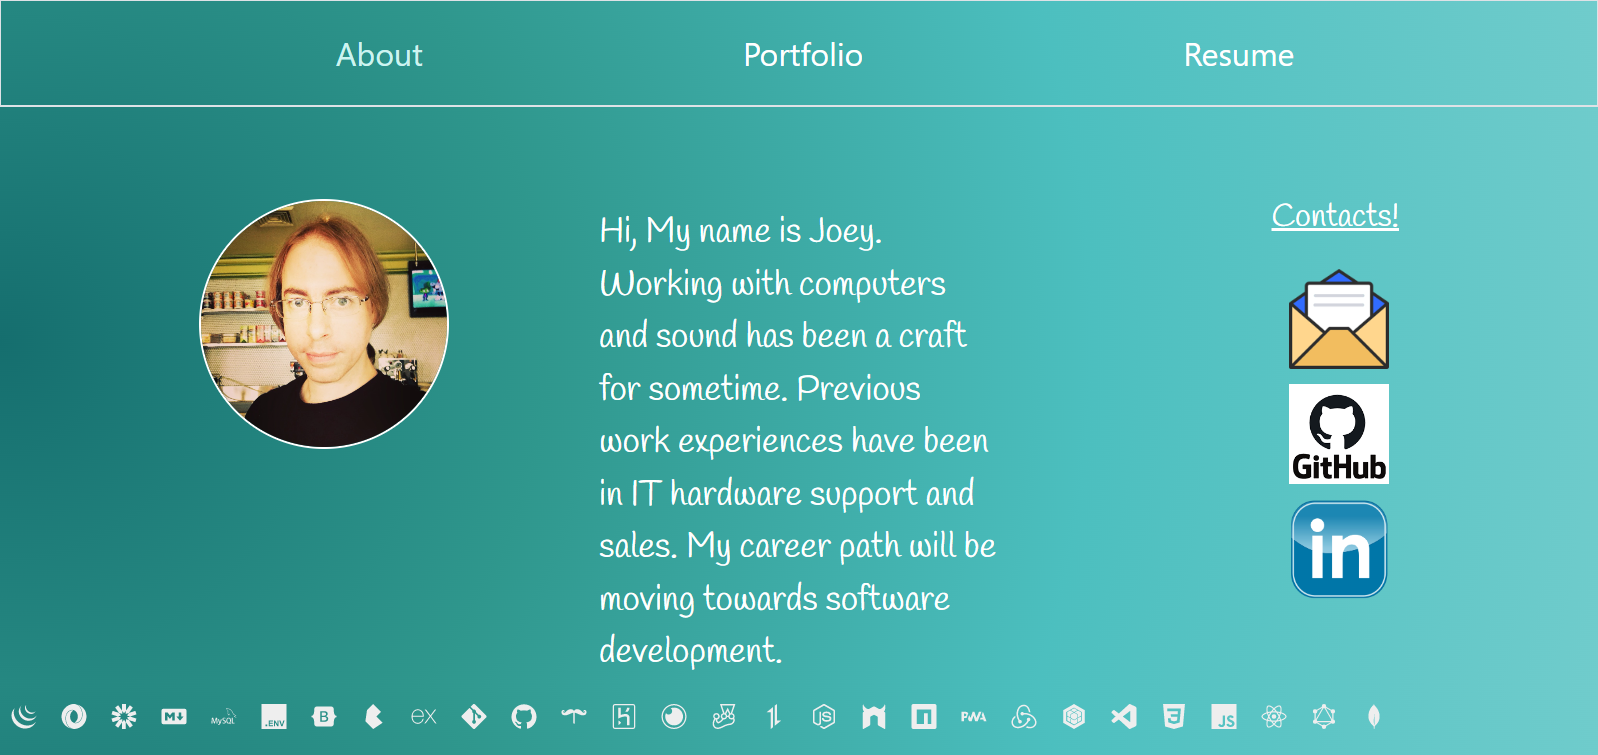 About Portfolio Resume
Hi, My name is Joey.
Working with computers
and sound has been a craft
for sometime. Previous
work experiences have been
in IT hardware support and
sales. My career path will be
moving towards software
development.
Contacts!
GitHub
in
M
MySQL
.ENV
B
ex
H
JS
n
PWA
3
JS